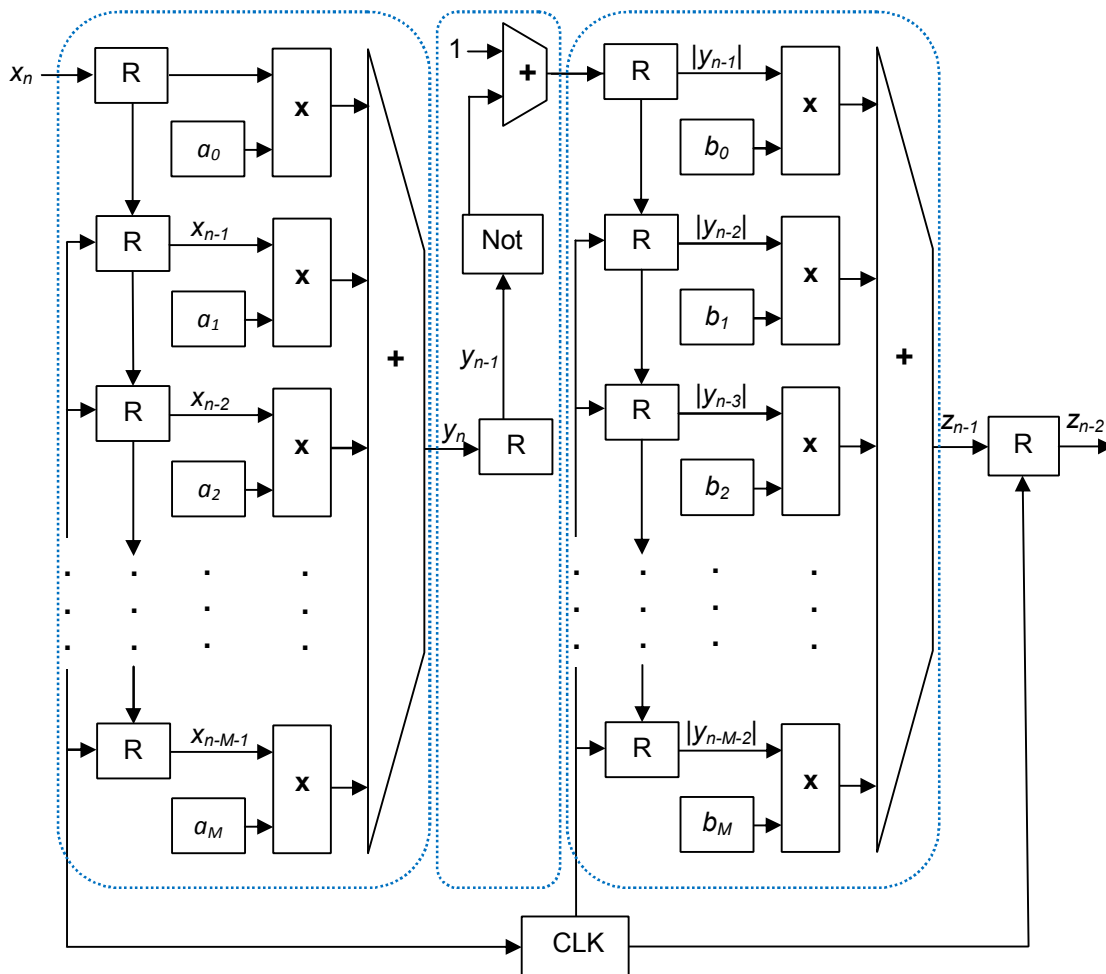 x_n
R
x
a_0
R
x_{n-1}
x
a_1
R
x_{n-2}
x
a_2
+
. . . .
. . . .
. . . .
R
x_{n-M-1}
x
a_M
1
+
Not
y_{n-1}
y_n
R
R
|y_{n-1}|
x
b_0
R
|y_{n-2}|
x
b_1
R
|y_{n-3}|
x
b_2
+
. . . .
. . . .
. . . .
R
|y_{n-M-2}|
x
b_M
z_{n-1}
R
z_{n-2}
CLK